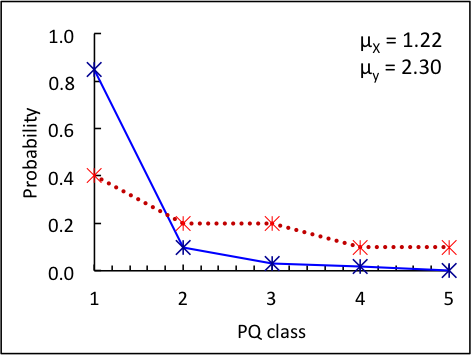 1.0
0.8
0.6
0.4
0.2
0.0
Probability
μX = 1.22
μy = 2.30
1 2 3 4 5
PQ class